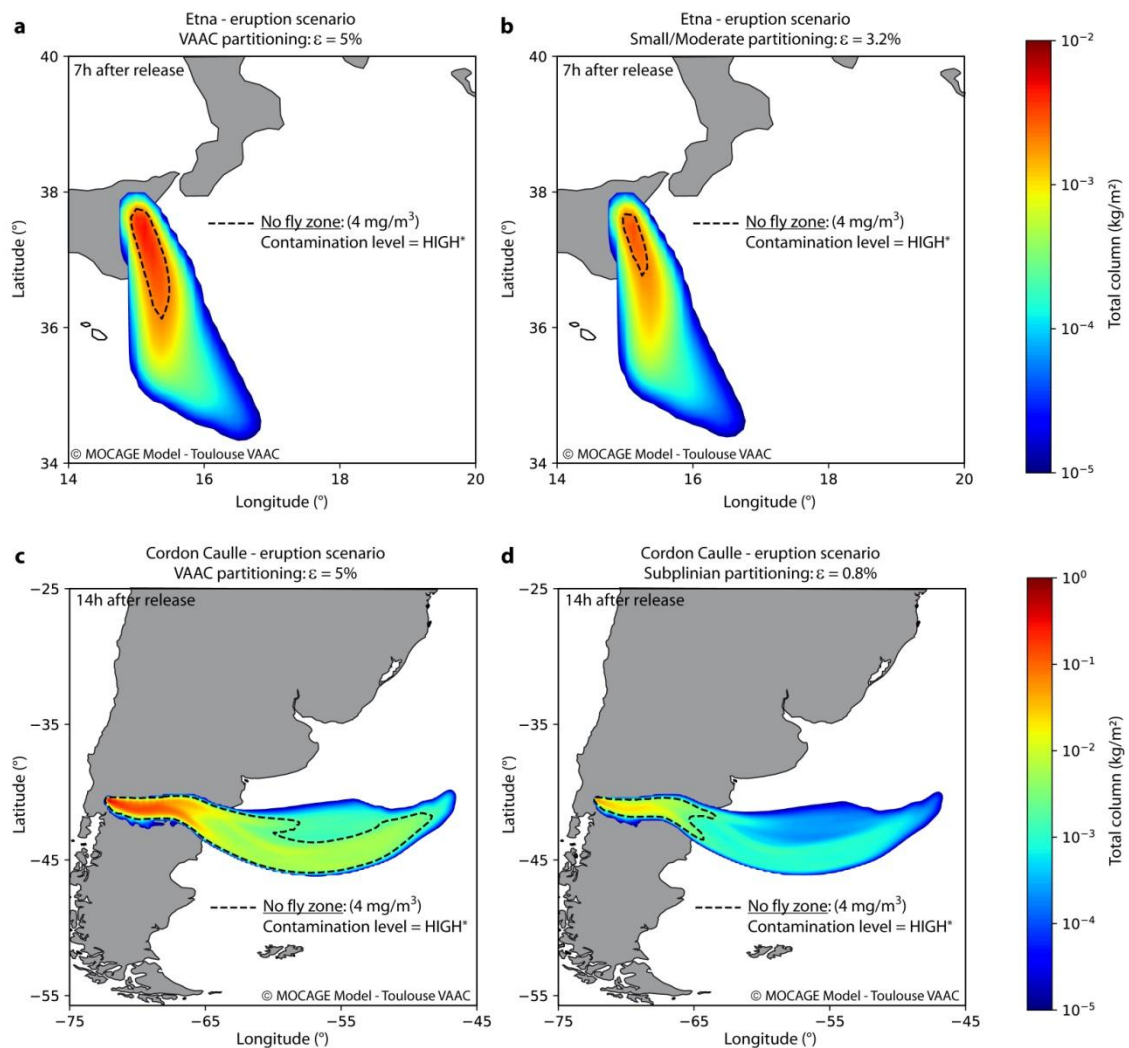 a
Etna - eruption scenario
VAAC partitioning: ε = 5%
7h after release
No fly zone: (4 mg/m³)
Contamination level = HIGH*
© MOCAGE Model - Toulouse VAAC
40
39
38
37
36
35
34
Latitude (°)
14
16
18
20
Longitude (°)
b
Etna - eruption scenario
Small/Moderate partitioning: ε = 3.2%
7h after release
No fly zone: (4 mg/m³)
Contamination level = HIGH*
© MOCAGE Model - Toulouse VAAC
40
39
38
37
36
35
34
Latitude (°)
14
16
18
20
Longitude (°)
10⁻²
10⁻³
10⁻⁴
10⁻⁵
Total column (kg/m²)
c
Cordon Caulle - eruption scenario
VAAC partitioning: ε = 5%
14h after release
No fly zone: (4 mg/m³)
Contamination level = HIGH*
© MOCAGE Model - Toulouse VAAC
−25
−35
−45
−55
Latitude (°)
−75
−65
−55
−45
Longitude (°)
d
Cordon Caulle - eruption scenario
Subplinian partitioning: ε = 0.8%
14h after release
No fly zone: (4 mg/m³)
Contamination level = HIGH*
© MOCAGE Model - Toulouse VAAC
−25
−35
−45
−55
Latitude (°)
−75
−65
−55
−45
Longitude (°)
10⁰
10⁻¹
10⁻²
10⁻³
10⁻⁴
10⁻⁵
Total column (kg/m²)